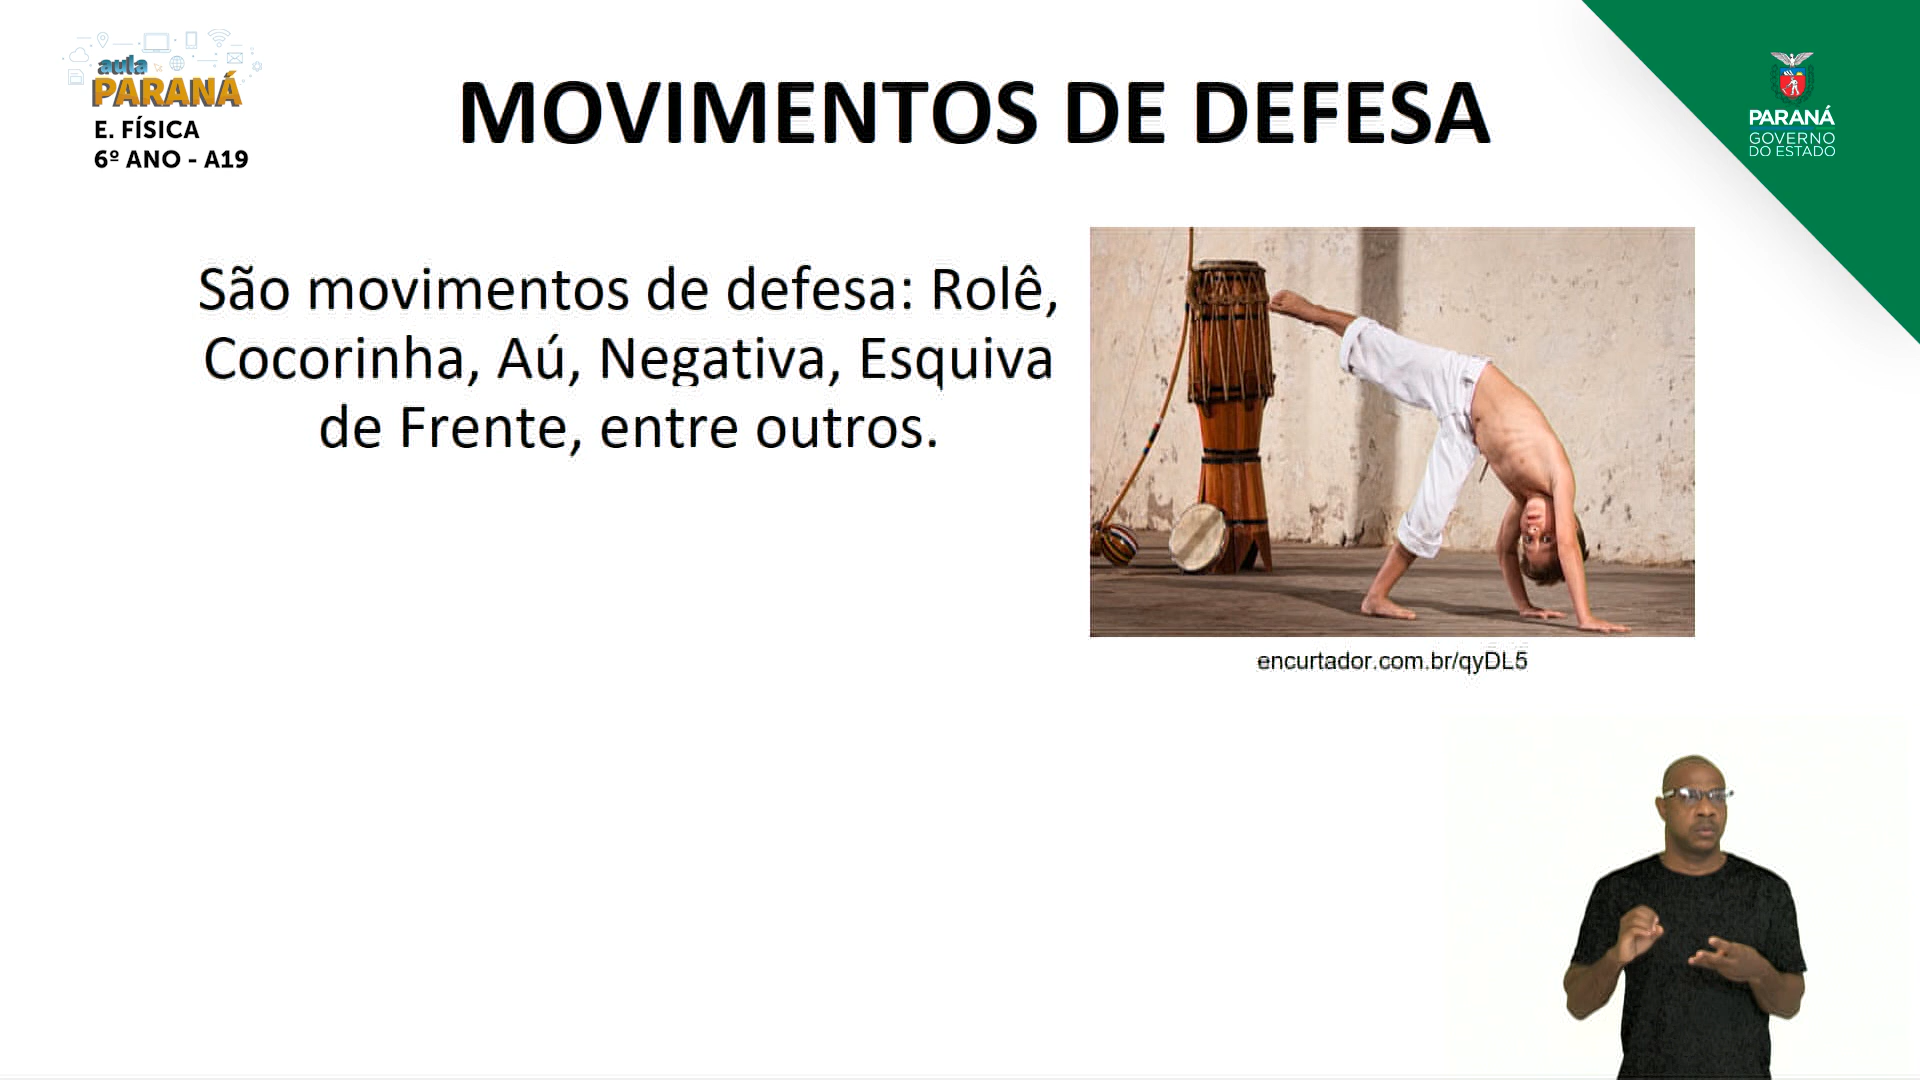 aula
PARANÁ
E. FÍSICA
6º ANO - A19
MOVIMENTOS DE DEFESA
PARANÁ
GOVERNO
DO ESTADO
São movimentos de defesa: Rolê,
Cocorinha, Aú, Negativa, Esquiva
de Frente, entre outros.
encurtador.com.br/qyDL5